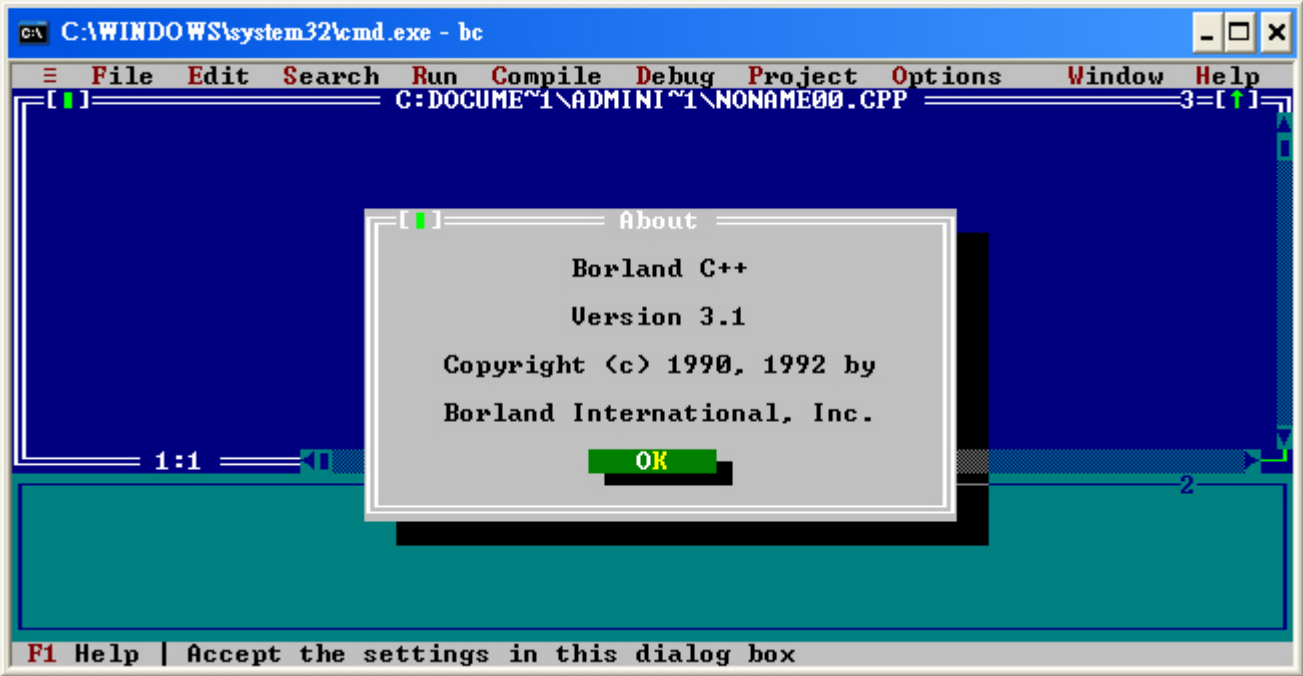 C:\WINDOWS\system32\cmd.exe - bc
≡ File Edit Search Run Compile Debug Project Options Window Help
[▮] C:DOCUME~1\ADMINI~1\NONAME00.CPP 3=[↑]
[▮] About
Borland C++
Version 3.1
Copyright (c) 1990, 1992 by
Borland International, Inc.
1:1
OK
2
F1 Help | Accept the settings in this dialog box